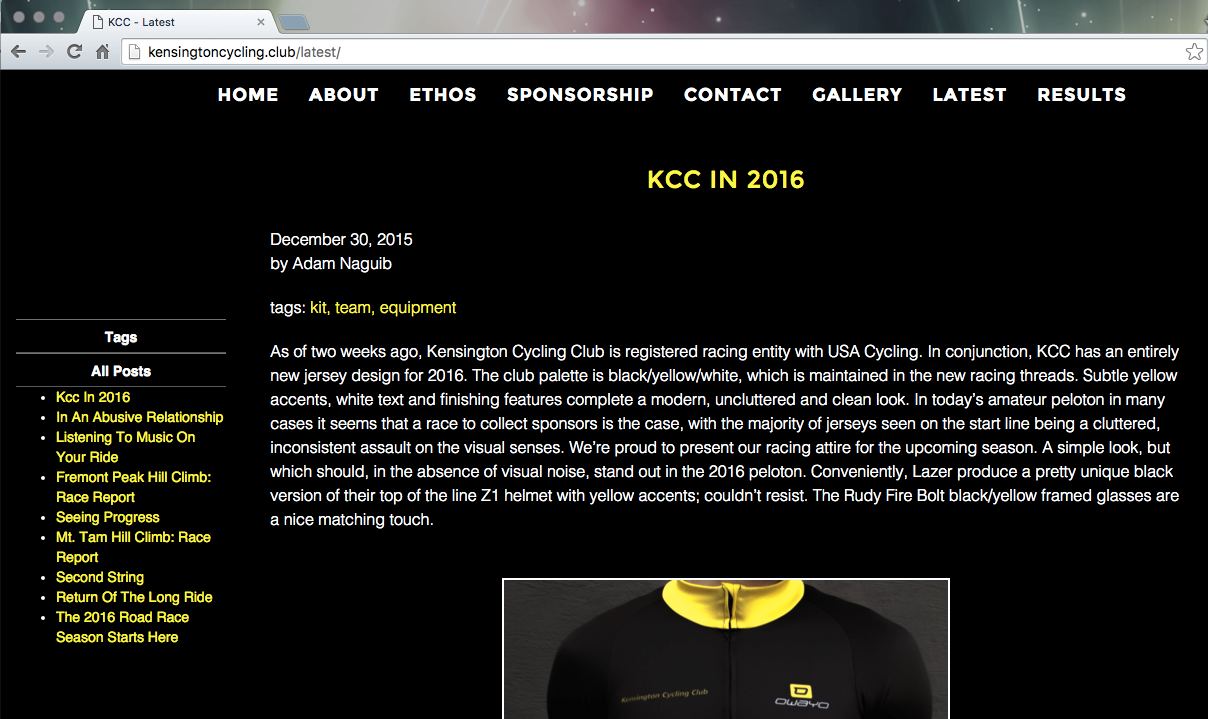 KCC - Latest
kensingtoncycling.club/latest/
HOME ABOUT ETHOS SPONSORSHIP CONTACT GALLERY LATEST RESULTS
KCC IN 2016
December 30, 2015
by Adam Naguib
tags: kit, team, equipment
As of two weeks ago, Kensington Cycling Club is registered racing entity with USA Cycling. In conjunction, KCC has an entirely
new jersey design for 2016. The club palette is black/yellow/white, which is maintained in the new racing threads. Subtle yellow
accents, white text and finishing features complete a modern, uncluttered and clean look. In today's amateur peloton in many
cases it seems that a race to collect sponsors is the case, with the majority of jerseys seen on the start line being a cluttered,
inconsistent assault on the visual senses. We're proud to present our racing attire for the upcoming season. A simple look, but
which should, in the absence of visual noise, stand out in the 2016 peloton. Conveniently, Lazer produce a pretty unique black
version of their top of the line Z1 helmet with yellow accents; couldn't resist. The Rudy Fire Bolt black/yellow framed glasses are
a nice matching touch.
Tags
All Posts
Kcc In 2016
In An Abusive Relationship
Listening To Music On
Your Ride
Fremont Peak Hill Climb:
Race Report
Seeing Progress
Mt. Tam Hill Climb: Race
Report
Second String
Return Of The Long Ride
The 2016 Road Race
Season Starts Here
Kensington Cycling Club
owayo